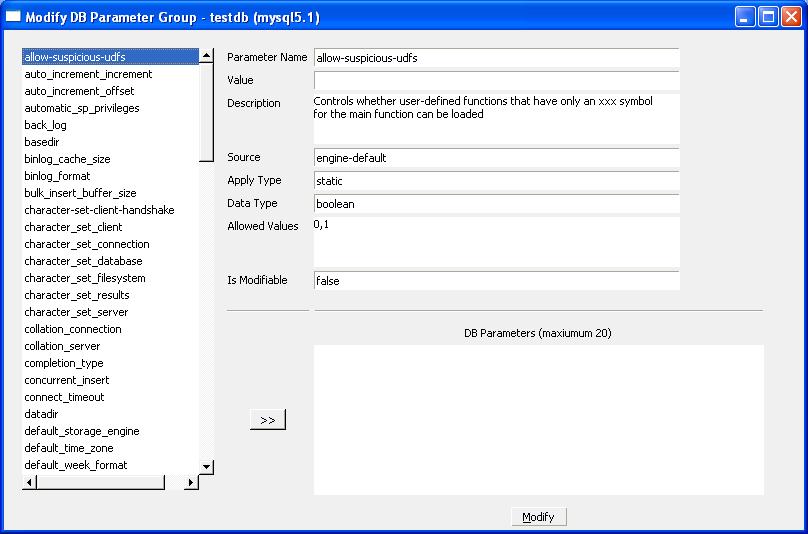 Modify DB Parameter Group - testdb (mysql5.1)
allow-suspicious-udfs
auto_increment_increment
auto_increment_offset
automatic_sp_privileges
back_log
basedir
binlog_cache_size
binlog_format
bulk_insert_buffer_size
character-set-client-handshake
character_set_client
character_set_connection
character_set_database
character_set_filesystem
character_set_results
character_set_server
collation_connection
collation_server
completion_type
concurrent_insert
connect_timeout
datadir
default_storage_engine
default_time_zone
default_week_format
Parameter Name allow-suspicious-udfs
Value
Description Controls whether user-defined functions that have only an xxx symbol
for the main function can be loaded
Source engine-default
Apply Type static
Data Type boolean
Allowed Values 0,1
Is Modifiable false
DB Parameters (maxiumum 20)
>>
Modify